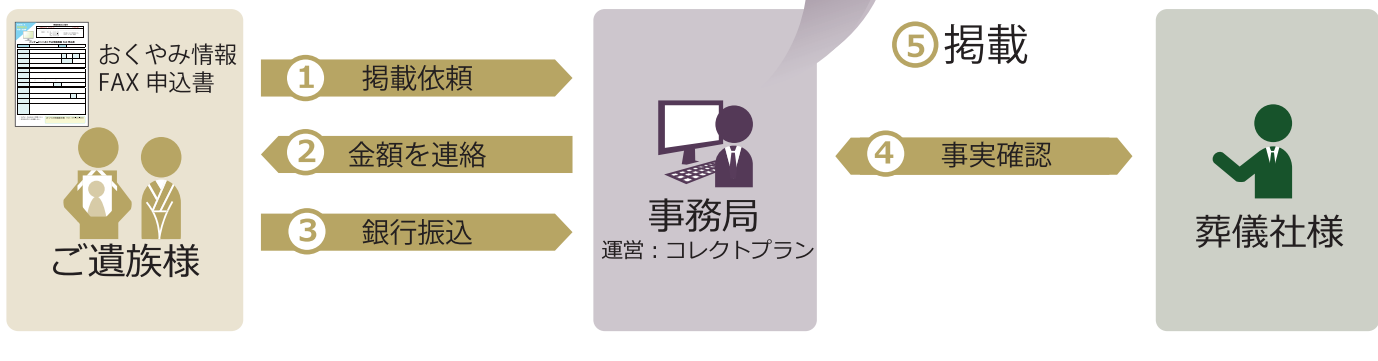 おくやみ情報
FAX 申込書
ご遺族様
① 掲載依頼
② 金額を連絡
③ 銀行振込
事務局
運営：コレクトプラン
⑤ 掲載
④ 事実確認
葬儀社様